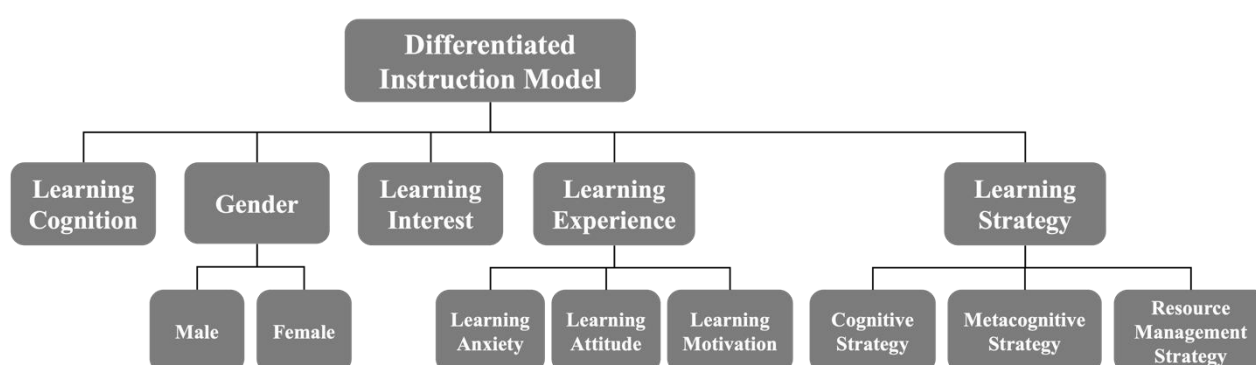 Differentiated
Instruction Model
Learning
Cognition
Gender
Learning
Interest
Learning
Experience
Learning
Strategy
Male
Female
Learning
Anxiety
Learning
Attitude
Learning
Motivation
Cognitive
Strategy
Metacognitive
Strategy
Resource
Management
Strategy